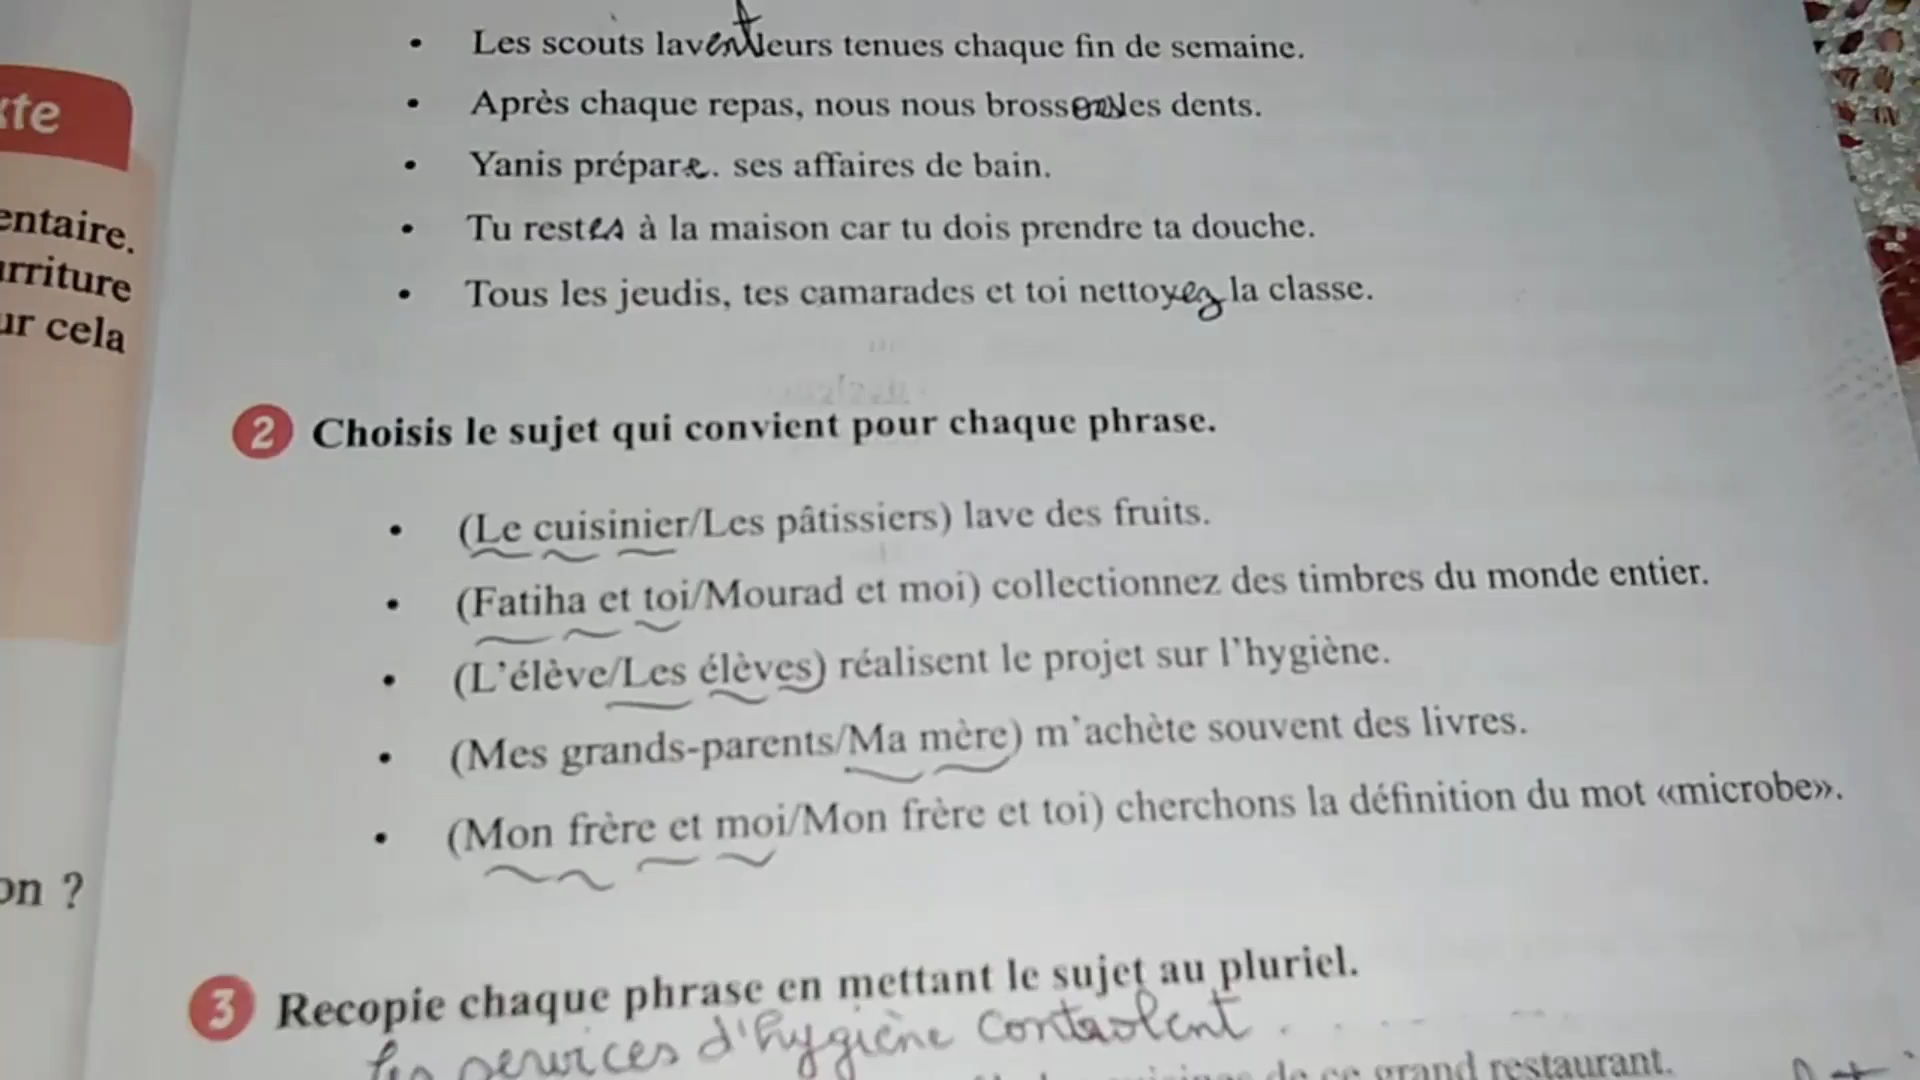 Les scouts lavent leurs tenues chaque fin de semaine.
Après chaque repas, nous nous brossons les dents.
Yanis prépare. ses affaires de bain.
Tu restes à la maison car tu dois prendre ta douche.
Tous les jeudis, tes camarades et toi nettoyez la classe.
2 Choisis le sujet qui convient pour chaque phrase.
(Le cuisinier/Les pâtissiers) lave des fruits.
(Fatiha et toi/Mourad et moi) collectionnez des timbres du monde entier.
(L'élève/Les élèves) réalisent le projet sur l'hygiène.
(Mes grands-parents/Ma mère) m'achète souvent des livres.
(Mon frère et moi/Mon frère et toi) cherchons la définition du mot «microbe».
3 Recopie chaque phrase en mettant le sujet au pluriel.
les services d'hygiène contrôlent
de ce grand restaurant.
xte
entaire.
urriture
ur cela
on ?